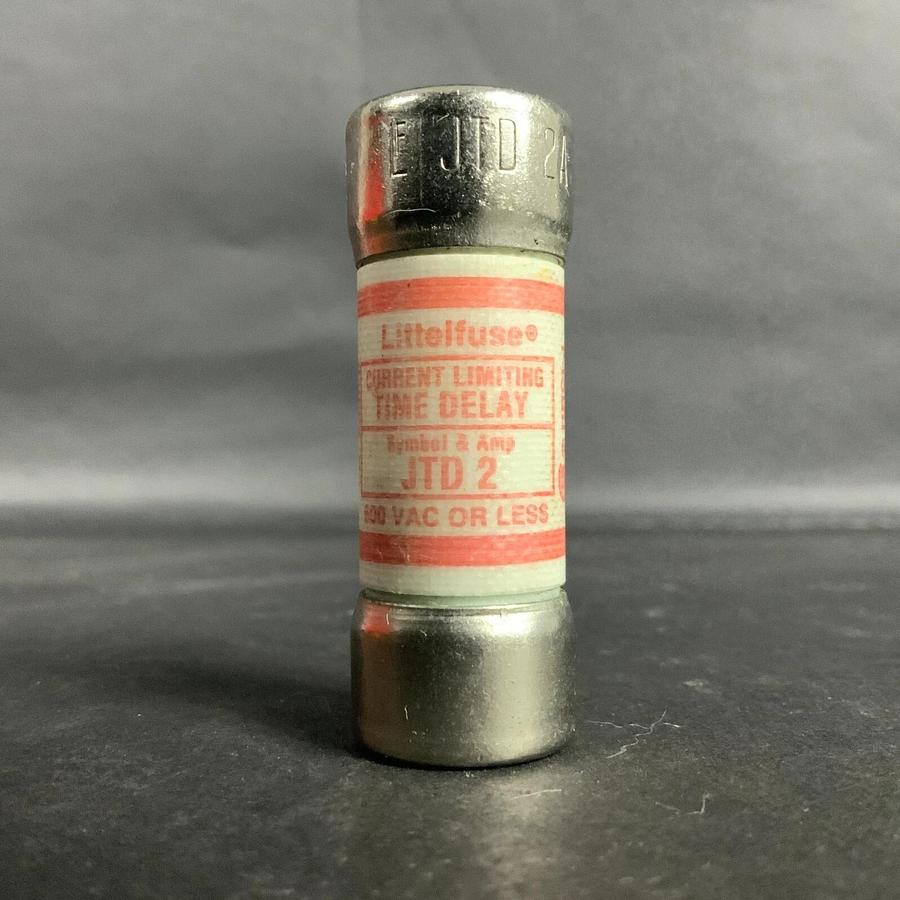 E JTD 2A
Littelfuse®
CURRENT LIMITING
TIME DELAY
Symbol & Amp
JTD 2
600 VAC OR LESS